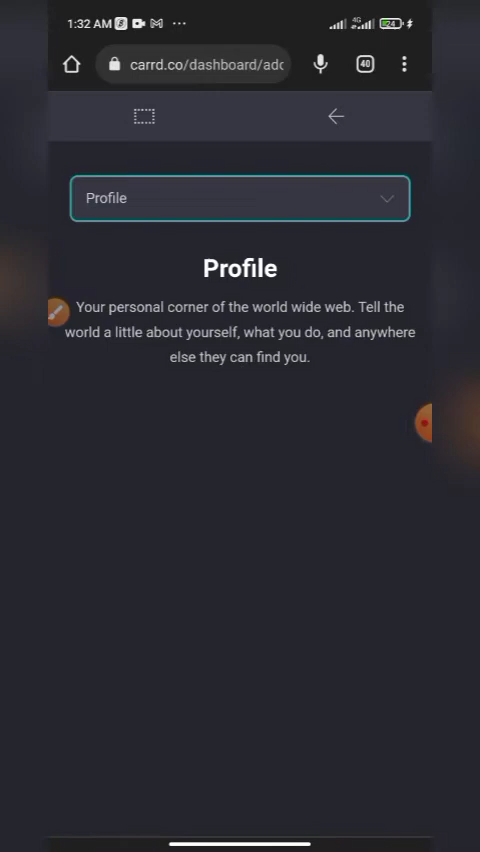 1:32 AM
4G
24
carrd.co/dashboard/adc
40
Profile
Profile
Your personal corner of the world wide web. Tell the
world a little about yourself, what you do, and anywhere
else they can find you.